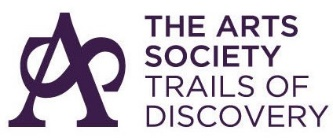 THE ARTS
SOCIETY
TRAILS OF
DISCOVERY